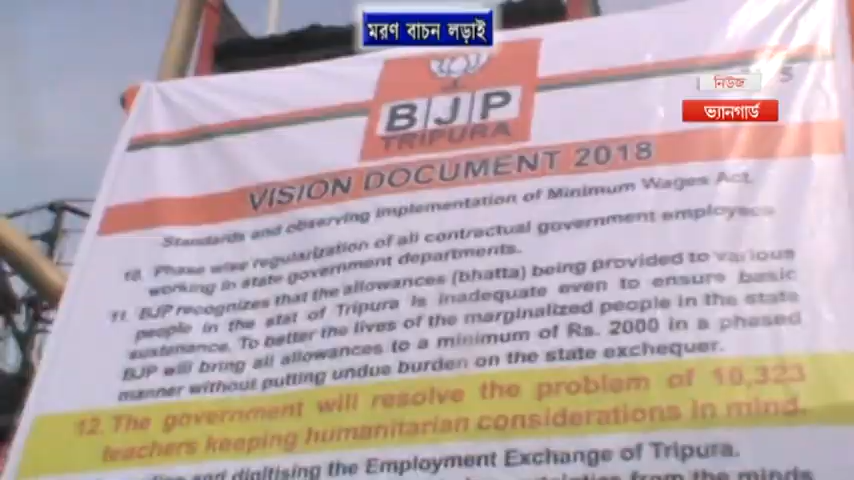 মরণ বাচন লড়াই
নিউজ
ভ্যানগার্ড
BJP
TRIPURA
VISION DOCUMENT 2018
Standards and observing implementation of Minimum Wages Act.
10. Phase wise regularization of all contractual government employees
working in state government departments.
11. BJP recognizes that the allowances (bhatta) being provided to various
people in the stat of Tripura is inadequate even to ensure basic
sustenance. To better the lives of the marginalized people in the state
BJP will bring all allowances to a minimum of Rs. 2000 in a phased
manner without putting undue burden on the state exchequer.
12. The government will resolve the problem of 10,323
teachers keeping humanitarian considerations in mind.
and digitising the Employment Exchange of Tripura.
from the minds